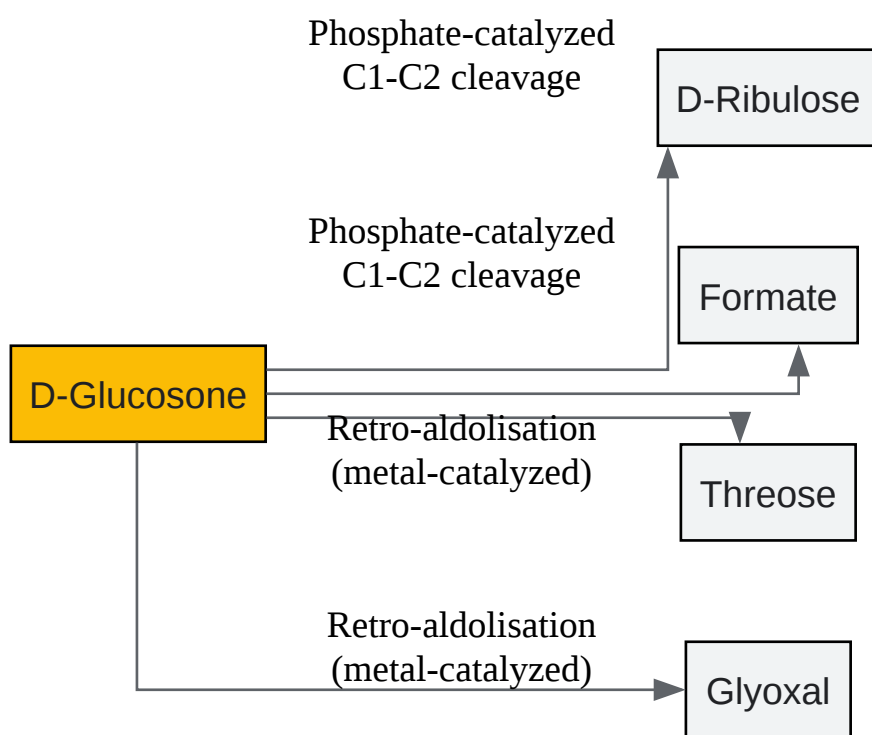 Phosphate-catalyzed
C1-C2 cleavage
D-Ribulose
Phosphate-catalyzed
C1-C2 cleavage
Formate
D-Glucosone
Retro-aldolisation
(metal-catalyzed)
Threose
Retro-aldolisation
(metal-catalyzed)
Glyoxal